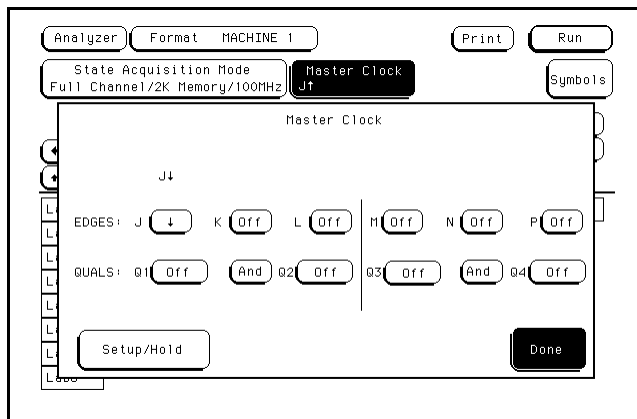 Analyzer Format MACHINE 1 Print Run
State Acquisition Mode
Full Channel/2K Memory/100MHz
Master Clock
J↑
Symbols
Master Clock
J↓
EDGES: J ↓ K Off L Off M Off N Off P Off
QUALS: Q1 Off And Q2 Off Q3 Off And Q4 Off
Setup/Hold Done